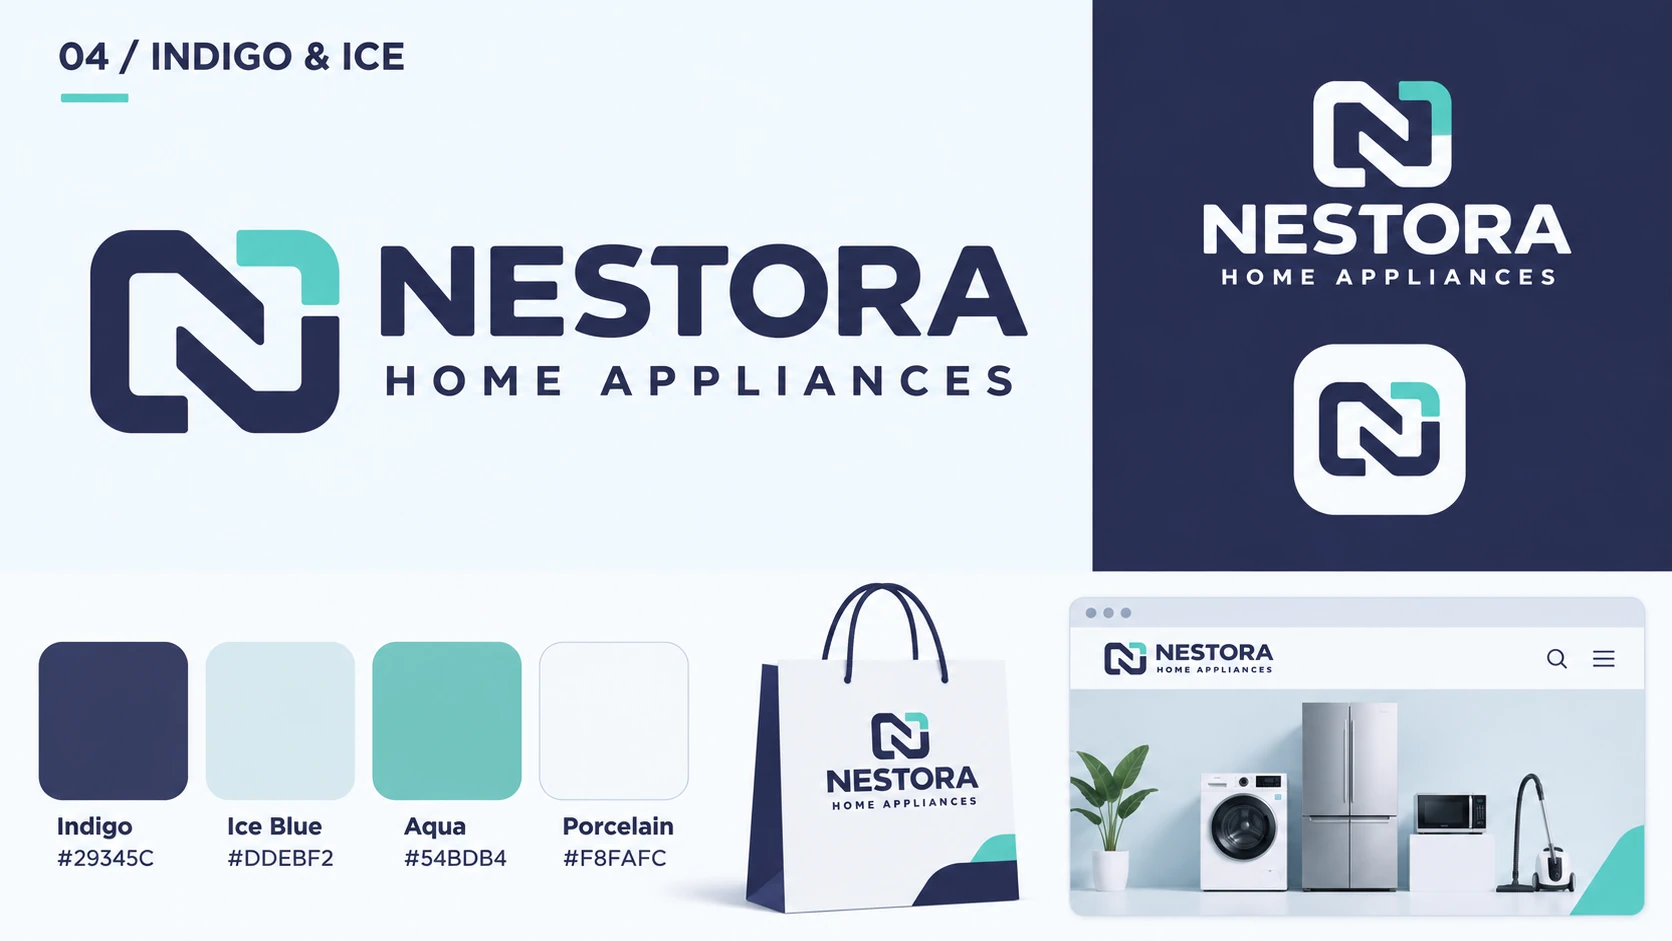 04 / INDIGO & ICE
NESTORA
HOME APPLIANCES
NESTORA
HOME APPLIANCES
Indigo
#29345C
Ice Blue
#DDEBF2
Aqua
#54BDB4
Porcelain
#F8FAFC
NESTORA
HOME APPLIANCES
NESTORA
HOME APPLIANCES